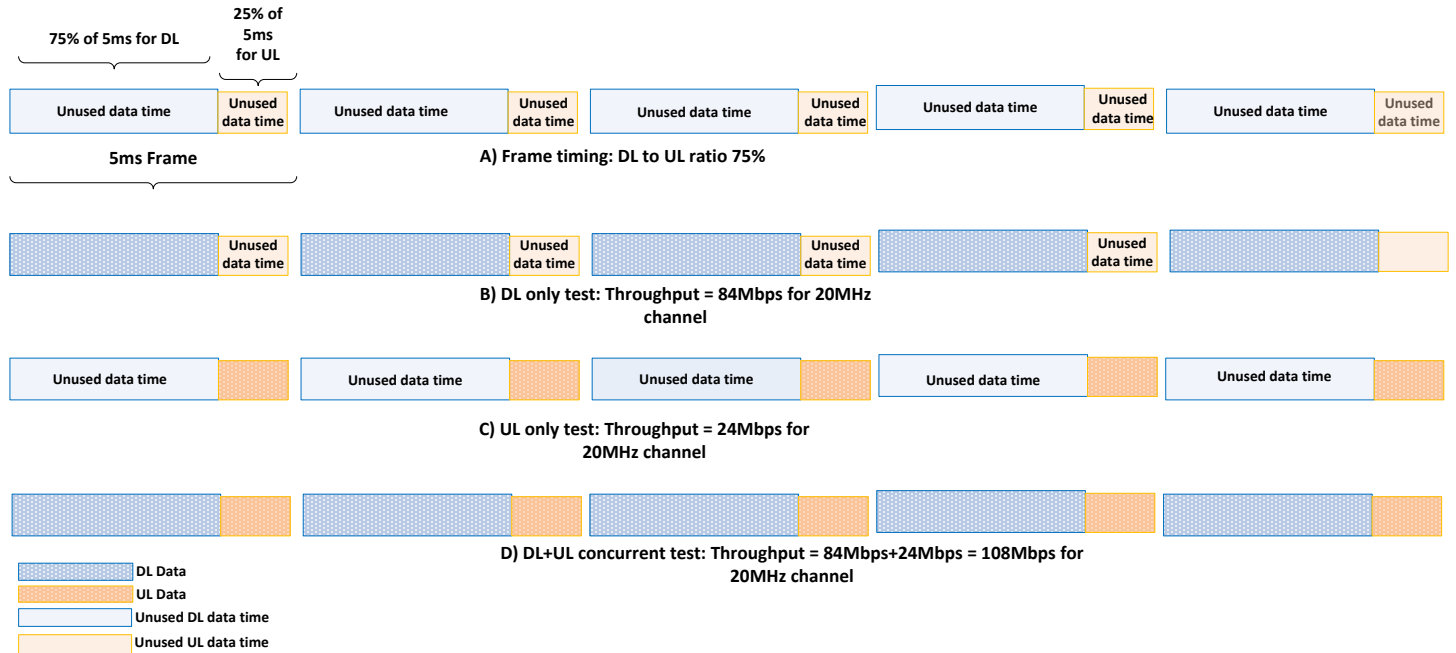 25% of
5ms
for UL
75% of 5ms for DL
Unused data time
Unused
data time
Unused data time
Unused
data time
Unused data time
Unused
data time
Unused data time
Unused
data time
Unused data time
Unused
data time
5ms Frame
A) Frame timing: DL to UL ratio 75%
Unused
data time
Unused
data time
Unused
data time
Unused
data time
B) DL only test: Throughput = 84Mbps for 20MHz
channel
Unused data time
Unused data time
Unused data time
Unused data time
Unused data time
C) UL only test: Throughput = 24Mbps for
20MHz channel
D) DL+UL concurrent test: Throughput = 84Mbps+24Mbps = 108Mbps for
20MHz channel
DL Data
UL Data
Unused DL data time
Unused UL data time